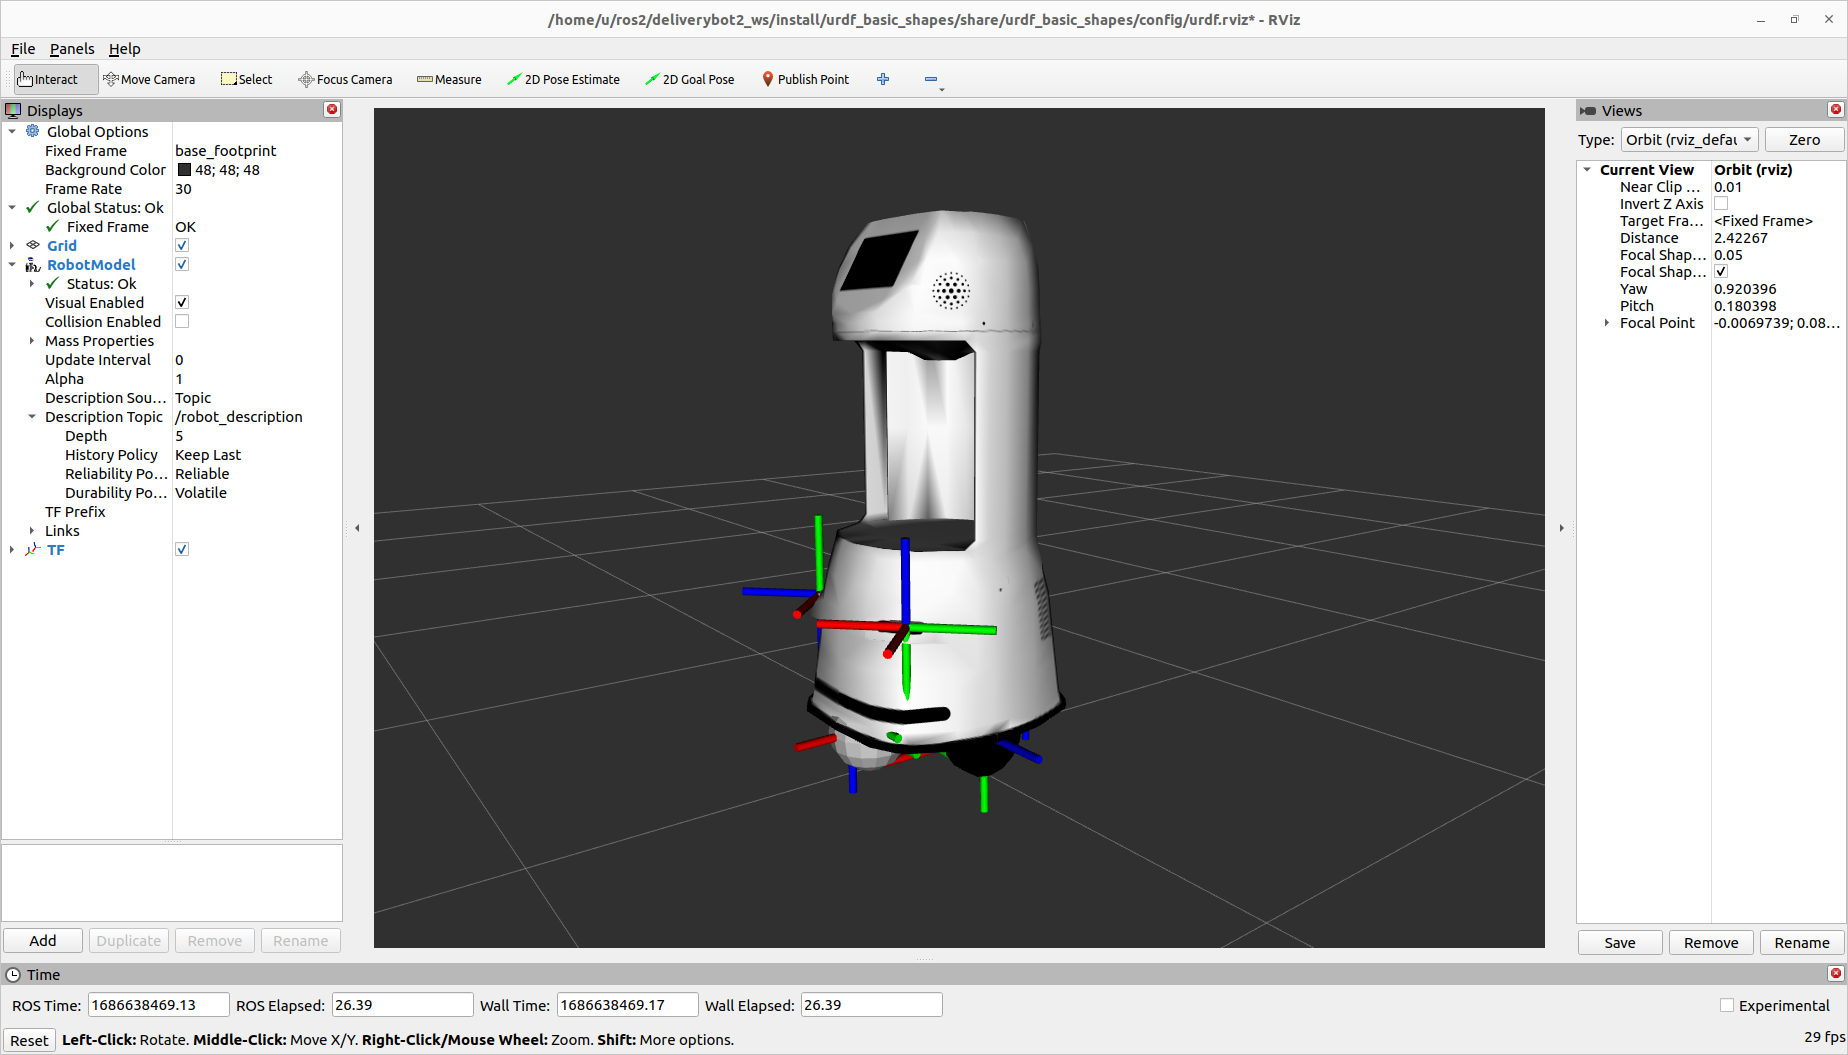 /home/u/ros2/deliverybot2_ws/install/urdf_basic_shapes/share/urdf_basic_shapes/config/urdf.rviz* - RViz
File Panels Help
Interact Move Camera Select Focus Camera Measure 2D Pose Estimate 2D Goal Pose Publish Point
Displays
Global Options
Fixed Frame base_footprint
Background Color 48; 48; 48
Frame Rate 30
Global Status: Ok
Fixed Frame OK
Grid
RobotModel
Status: Ok
Visual Enabled
Collision Enabled
Mass Properties
Update Interval 0
Alpha 1
Description Sou... Topic
Description Topic /robot_description
Depth 5
History Policy Keep Last
Reliability Po... Reliable
Durability Po... Volatile
TF Prefix
Links
TF
Add Duplicate Remove Rename
Views
Type: Orbit (rviz_defau Zero
Current View Orbit (rviz)
Near Clip ... 0.01
Invert Z Axis
Target Fra... <Fixed Frame>
Distance 2.42267
Focal Shap... 0.05
Focal Shap...
Yaw 0.920396
Pitch 0.180398
Focal Point -0.0069739; 0.08...
Save Remove Rename
Time
ROS Time: 1686638469.13 ROS Elapsed: 26.39 Wall Time: 1686638469.17 Wall Elapsed: 26.39 Experimental
Reset Left-Click: Rotate. Middle-Click: Move X/Y. Right-Click/Mouse Wheel: Zoom. Shift: More options. 29 fps